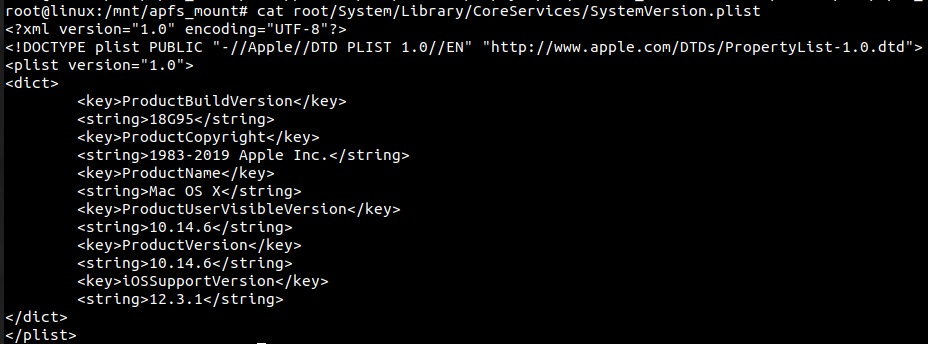 root@linux:/mnt/apfs_mount# cat root/System/Library/CoreServices/SystemVersion.plist
<?xml version="1.0" encoding="UTF-8"?>
<!DOCTYPE plist PUBLIC "-//Apple//DTD PLIST 1.0//EN" "http://www.apple.com/DTDs/PropertyList-1.0.dtd">
<plist version="1.0">
<dict>
        <key>ProductBuildVersion</key>
        <string>18G95</string>
        <key>ProductCopyright</key>
        <string>1983-2019 Apple Inc.</string>
        <key>ProductName</key>
        <string>Mac OS X</string>
        <key>ProductUserVisibleVersion</key>
        <string>10.14.6</string>
        <key>ProductVersion</key>
        <string>10.14.6</string>
        <key>iOSSupportVersion</key>
        <string>12.3.1</string>
</dict>
</plist>